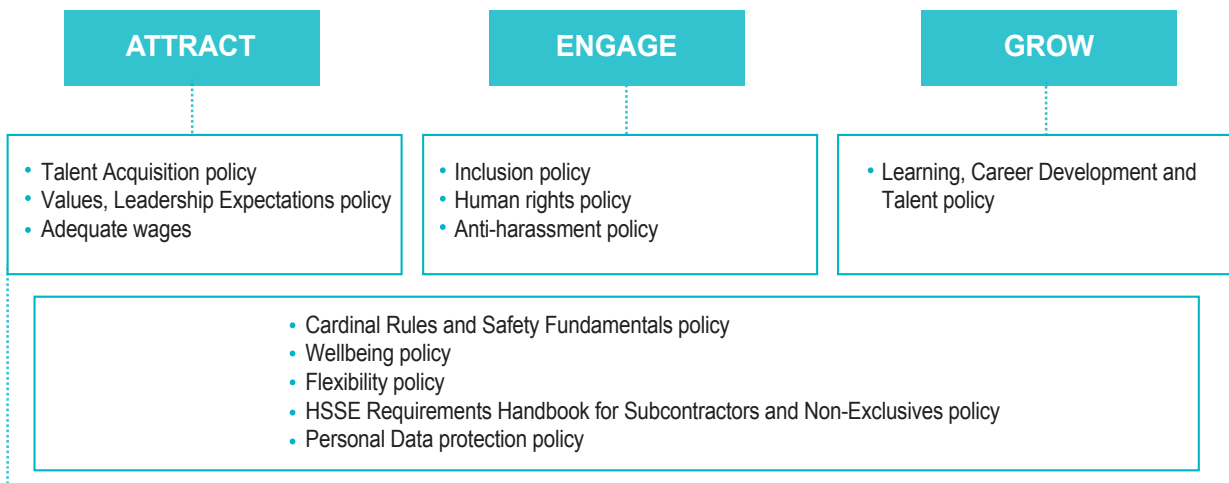 ATTRACT
• Talent Acquisition policy
• Values, Leadership Expectations policy
• Adequate wages
ENGAGE
• Inclusion policy
• Human rights policy
• Anti-harassment policy
GROW
• Learning, Career Development and
Talent policy
• Cardinal Rules and Safety Fundamentals policy
• Wellbeing policy
• Flexibility policy
• HSSE Requirements Handbook for Subcontractors and Non-Exclusives policy
• Personal Data protection policy